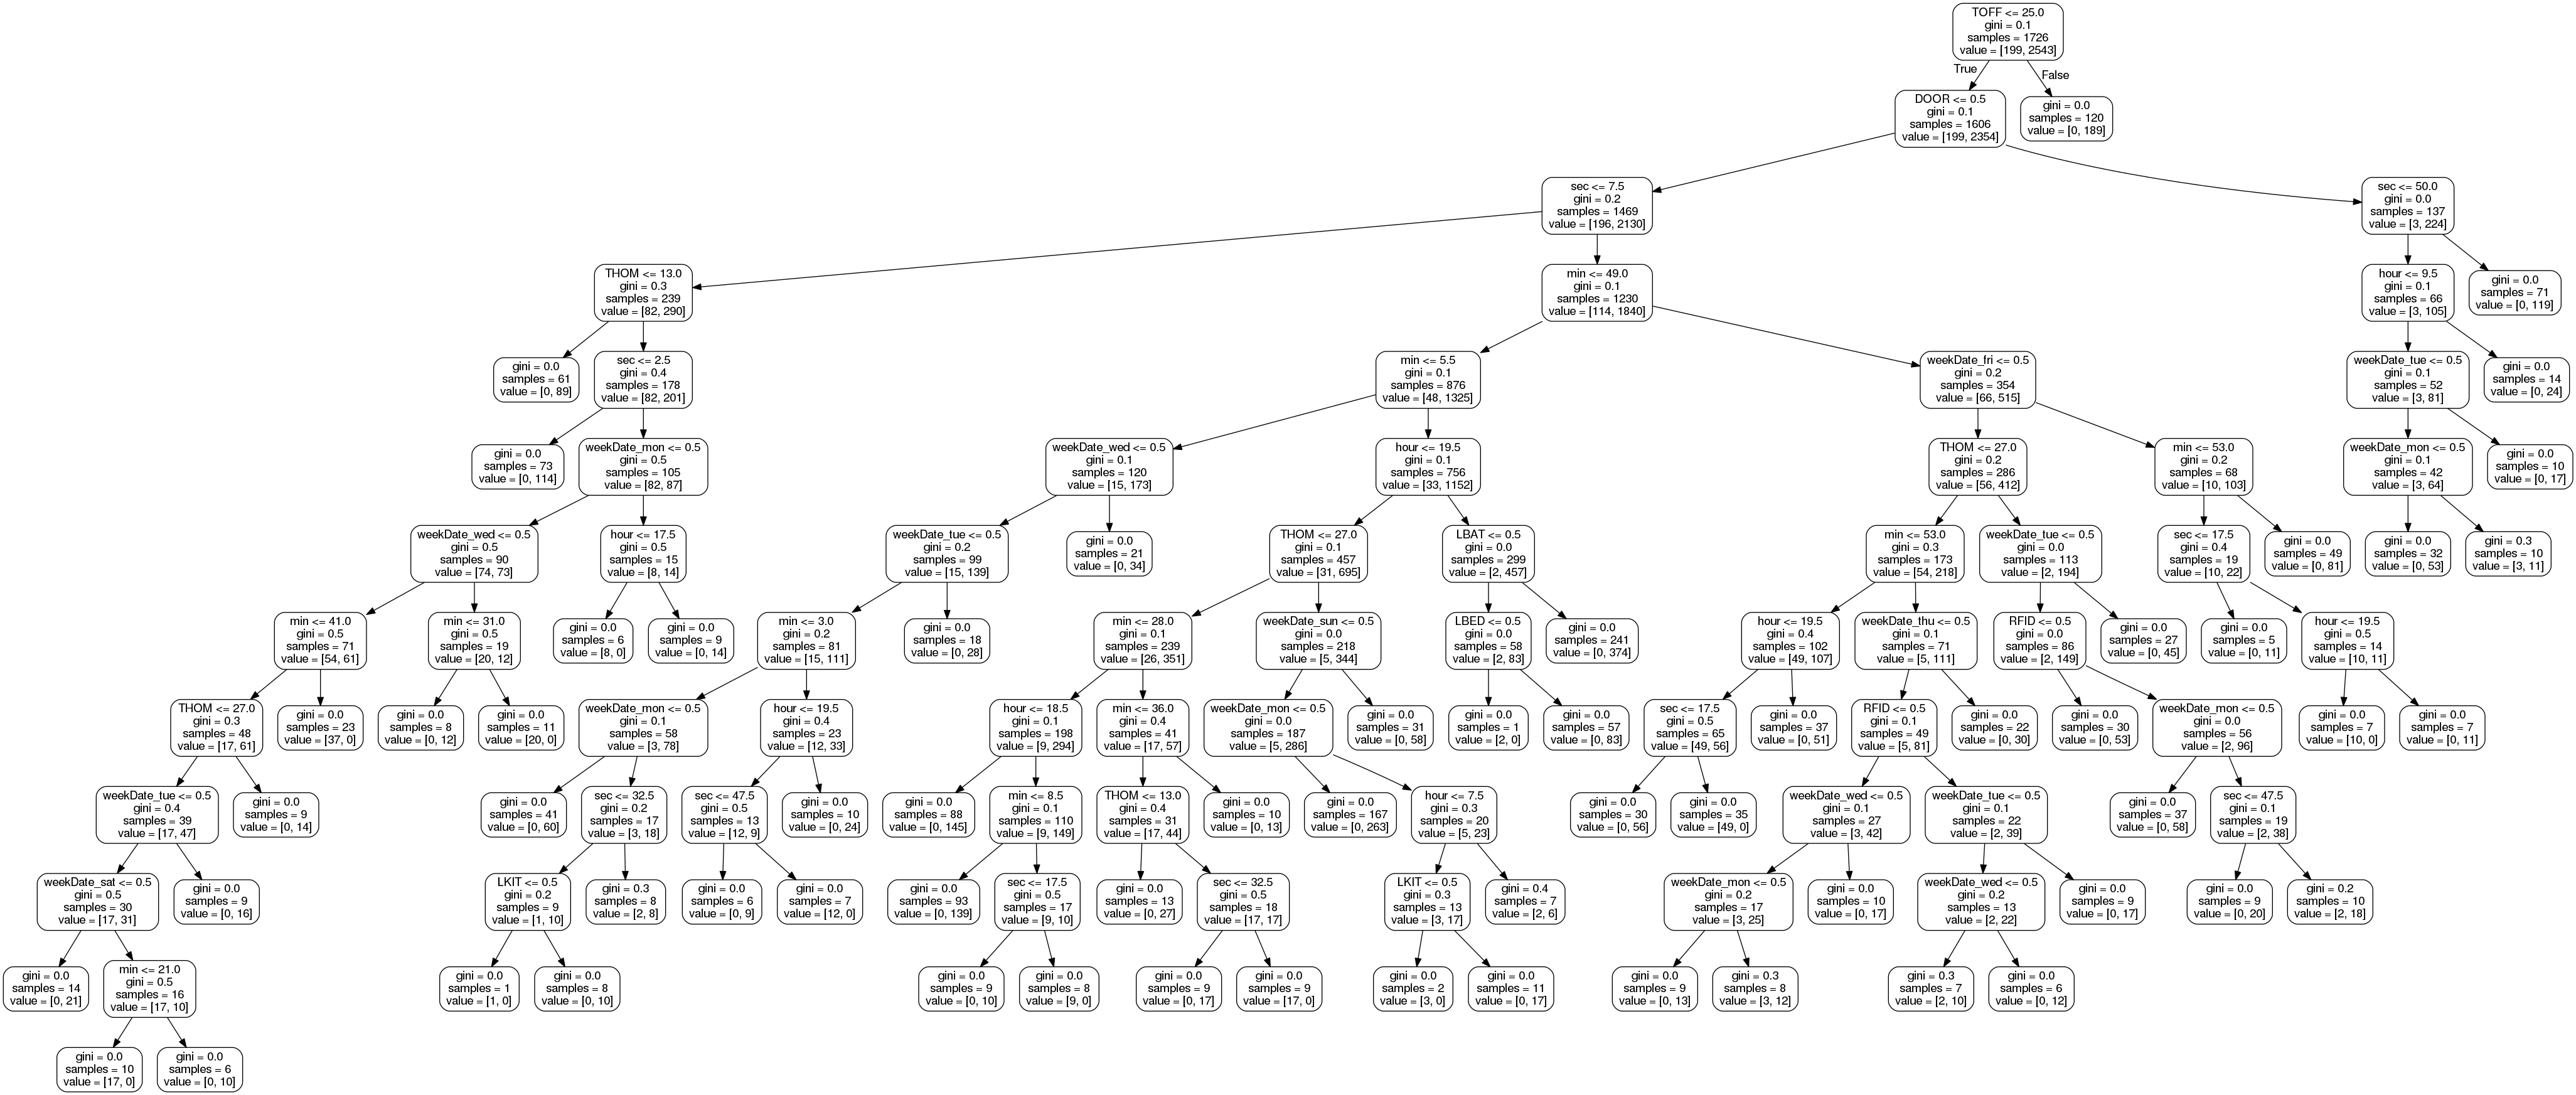 TOFF <= 25.0
gini = 0.1
samples = 1726
value = [199, 2543]
True
False
DOOR <= 0.5
gini = 0.1
samples = 1606
value = [199, 2354]
gini = 0.0
samples = 120
value = [0, 189]
sec <= 7.5
gini = 0.2
samples = 1469
value = [196, 2130]
sec <= 50.0
gini = 0.0
samples = 137
value = [3, 224]
THOM <= 13.0
gini = 0.3
samples = 239
value = [82, 290]
min <= 49.0
gini = 0.1
samples = 1230
value = [114, 1840]
hour <= 9.5
gini = 0.1
samples = 66
value = [3, 105]
gini = 0.0
samples = 71
value = [0, 119]
gini = 0.0
samples = 61
value = [0, 89]
sec <= 2.5
gini = 0.4
samples = 178
value = [82, 201]
min <= 5.5
gini = 0.1
samples = 876
value = [48, 1325]
weekDate_fri <= 0.5
gini = 0.2
samples = 354
value = [66, 515]
weekDate_tue <= 0.5
gini = 0.1
samples = 52
value = [3, 81]
gini = 0.0
samples = 14
value = [0, 24]
gini = 0.0
samples = 73
value = [0, 114]
weekDate_mon <= 0.5
gini = 0.5
samples = 105
value = [82, 87]
weekDate_wed <= 0.5
gini = 0.1
samples = 120
value = [15, 173]
hour <= 19.5
gini = 0.1
samples = 756
value = [33, 1152]
THOM <= 27.0
gini = 0.2
samples = 286
value = [56, 412]
min <= 53.0
gini = 0.2
samples = 68
value = [10, 103]
weekDate_mon <= 0.5
gini = 0.1
samples = 42
value = [3, 64]
gini = 0.0
samples = 10
value = [0, 17]
weekDate_wed <= 0.5
gini = 0.5
samples = 90
value = [74, 73]
hour <= 17.5
gini = 0.5
samples = 15
value = [8, 14]
weekDate_tue <= 0.5
gini = 0.2
samples = 99
value = [15, 139]
gini = 0.0
samples = 21
value = [0, 34]
THOM <= 27.0
gini = 0.1
samples = 457
value = [31, 695]
LBAT <= 0.5
gini = 0.0
samples = 299
value = [2, 457]
min <= 53.0
gini = 0.3
samples = 173
value = [54, 218]
weekDate_tue <= 0.5
gini = 0.0
samples = 113
value = [2, 194]
sec <= 17.5
gini = 0.4
samples = 19
value = [10, 22]
gini = 0.0
samples = 49
value = [0, 81]
gini = 0.0
samples = 32
value = [0, 53]
gini = 0.3
samples = 10
value = [3, 11]
min <= 41.0
gini = 0.5
samples = 71
value = [54, 61]
min <= 31.0
gini = 0.5
samples = 19
value = [20, 12]
gini = 0.0
samples = 6
value = [8, 0]
gini = 0.0
samples = 9
value = [0, 14]
min <= 3.0
gini = 0.2
samples = 81
value = [15, 111]
gini = 0.0
samples = 18
value = [0, 28]
min <= 28.0
gini = 0.1
samples = 239
value = [26, 351]
weekDate_sun <= 0.5
gini = 0.0
samples = 218
value = [5, 344]
LBED <= 0.5
gini = 0.0
samples = 58
value = [2, 83]
gini = 0.0
samples = 241
value = [0, 374]
hour <= 19.5
gini = 0.4
samples = 102
value = [49, 107]
weekDate_thu <= 0.5
gini = 0.1
samples = 71
value = [5, 111]
RFID <= 0.5
gini = 0.0
samples = 86
value = [2, 149]
gini = 0.0
samples = 27
value = [0, 45]
gini = 0.0
samples = 5
value = [0, 11]
hour <= 19.5
gini = 0.5
samples = 14
value = [10, 11]
THOM <= 27.0
gini = 0.3
samples = 48
value = [17, 61]
gini = 0.0
samples = 23
value = [37, 0]
gini = 0.0
samples = 8
value = [0, 12]
gini = 0.0
samples = 11
value = [20, 0]
weekDate_mon <= 0.5
gini = 0.1
samples = 58
value = [3, 78]
hour <= 19.5
gini = 0.4
samples = 23
value = [12, 33]
hour <= 18.5
gini = 0.1
samples = 198
value = [9, 294]
min <= 36.0
gini = 0.4
samples = 41
value = [17, 57]
weekDate_mon <= 0.5
gini = 0.0
samples = 187
value = [5, 286]
gini = 0.0
samples = 31
value = [0, 58]
gini = 0.0
samples = 1
value = [2, 0]
gini = 0.0
samples = 57
value = [0, 83]
sec <= 17.5
gini = 0.5
samples = 65
value = [49, 56]
gini = 0.0
samples = 37
value = [0, 51]
RFID <= 0.5
gini = 0.1
samples = 49
value = [5, 81]
gini = 0.0
samples = 22
value = [0, 30]
gini = 0.0
samples = 30
value = [0, 53]
weekDate_mon <= 0.5
gini = 0.0
samples = 56
value = [2, 96]
gini = 0.0
samples = 7
value = [10, 0]
gini = 0.0
samples = 7
value = [0, 11]
weekDate_tue <= 0.5
gini = 0.4
samples = 39
value = [17, 47]
gini = 0.0
samples = 9
value = [0, 14]
gini = 0.0
samples = 41
value = [0, 60]
sec <= 32.5
gini = 0.2
samples = 17
value = [3, 18]
sec <= 47.5
gini = 0.5
samples = 13
value = [12, 9]
gini = 0.0
samples = 10
value = [0, 24]
gini = 0.0
samples = 88
value = [0, 145]
min <= 8.5
gini = 0.1
samples = 110
value = [9, 149]
THOM <= 13.0
gini = 0.4
samples = 31
value = [17, 44]
gini = 0.0
samples = 10
value = [0, 13]
gini = 0.0
samples = 167
value = [0, 263]
hour <= 7.5
gini = 0.3
samples = 20
value = [5, 23]
gini = 0.0
samples = 30
value = [0, 56]
gini = 0.0
samples = 35
value = [49, 0]
weekDate_wed <= 0.5
gini = 0.1
samples = 27
value = [3, 42]
weekDate_tue <= 0.5
gini = 0.1
samples = 22
value = [2, 39]
gini = 0.0
samples = 37
value = [0, 58]
sec <= 47.5
gini = 0.1
samples = 19
value = [2, 38]
weekDate_sat <= 0.5
gini = 0.5
samples = 30
value = [17, 31]
gini = 0.0
samples = 9
value = [0, 16]
LKIT <= 0.5
gini = 0.2
samples = 9
value = [1, 10]
gini = 0.3
samples = 8
value = [2, 8]
gini = 0.0
samples = 6
value = [0, 9]
gini = 0.0
samples = 7
value = [12, 0]
gini = 0.0
samples = 93
value = [0, 139]
sec <= 17.5
gini = 0.5
samples = 17
value = [9, 10]
gini = 0.0
samples = 13
value = [0, 27]
sec <= 32.5
gini = 0.5
samples = 18
value = [17, 17]
LKIT <= 0.5
gini = 0.3
samples = 13
value = [3, 17]
gini = 0.4
samples = 7
value = [2, 6]
weekDate_mon <= 0.5
gini = 0.2
samples = 17
value = [3, 25]
gini = 0.0
samples = 10
value = [0, 17]
weekDate_wed <= 0.5
gini = 0.2
samples = 13
value = [2, 22]
gini = 0.0
samples = 9
value = [0, 17]
gini = 0.0
samples = 9
value = [0, 20]
gini = 0.2
samples = 10
value = [2, 18]
gini = 0.0
samples = 14
value = [0, 21]
min <= 21.0
gini = 0.5
samples = 16
value = [17, 10]
gini = 0.0
samples = 1
value = [1, 0]
gini = 0.0
samples = 8
value = [0, 10]
gini = 0.0
samples = 9
value = [0, 10]
gini = 0.0
samples = 8
value = [9, 0]
gini = 0.0
samples = 9
value = [0, 17]
gini = 0.0
samples = 9
value = [17, 0]
gini = 0.0
samples = 2
value = [3, 0]
gini = 0.0
samples = 11
value = [0, 17]
gini = 0.0
samples = 9
value = [0, 13]
gini = 0.3
samples = 8
value = [3, 12]
gini = 0.3
samples = 7
value = [2, 10]
gini = 0.0
samples = 6
value = [0, 12]
gini = 0.0
samples = 10
value = [17, 0]
gini = 0.0
samples = 6
value = [0, 10]